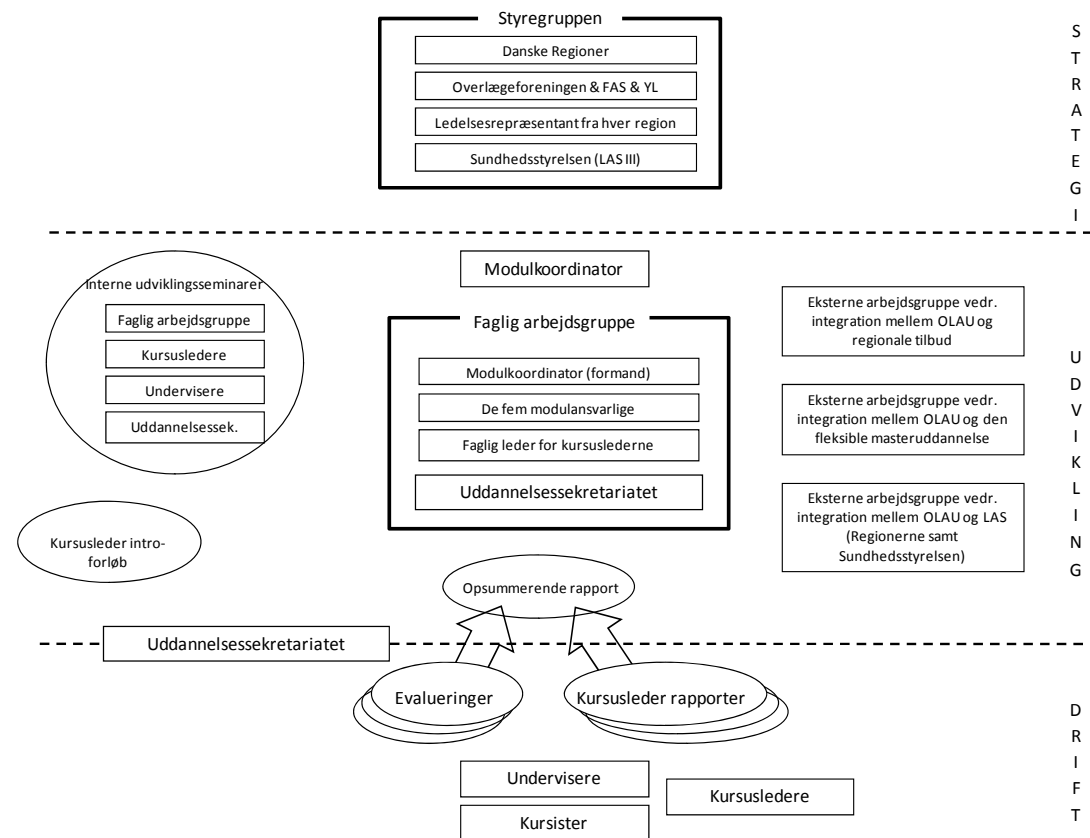 Styregruppen
Danske Regioner
Overlægeforeningen & FAS & YL
Ledelsesrepræsentant fra hver region
Sundhedsstyrelsen (LAS III)
STRATEGI
Modulkoordinator
Interne udviklingsseminarer
Faglig arbejdsgruppe
Kursusledere
Undervisere
Uddannelsessek.
Faglig arbejdsgruppe
Modulkoordinator (formand)
De fem modulansvarlige
Faglig leder for kursuslederne
Uddannelsessekretariatet
Eksterne arbejdsgruppe vedr.
integration mellem OLAU og
regionale tilbud
Eksterne arbejdsgruppe vedr.
integration mellem OLAU og den
fleksible masteruddannelse
Eksterne arbejdsgruppe vedr.
integration mellem OLAU og LAS
(Regionerne samt
Sundhedsstyrelsen)
UDVIKLING
Kursusleder intro-
forløb
Opsummerende rapport
Uddannelsessekretariatet
Evalueringer
Kursusleder rapporter
Undervisere
Kursusledere
Kursister
DRIFT